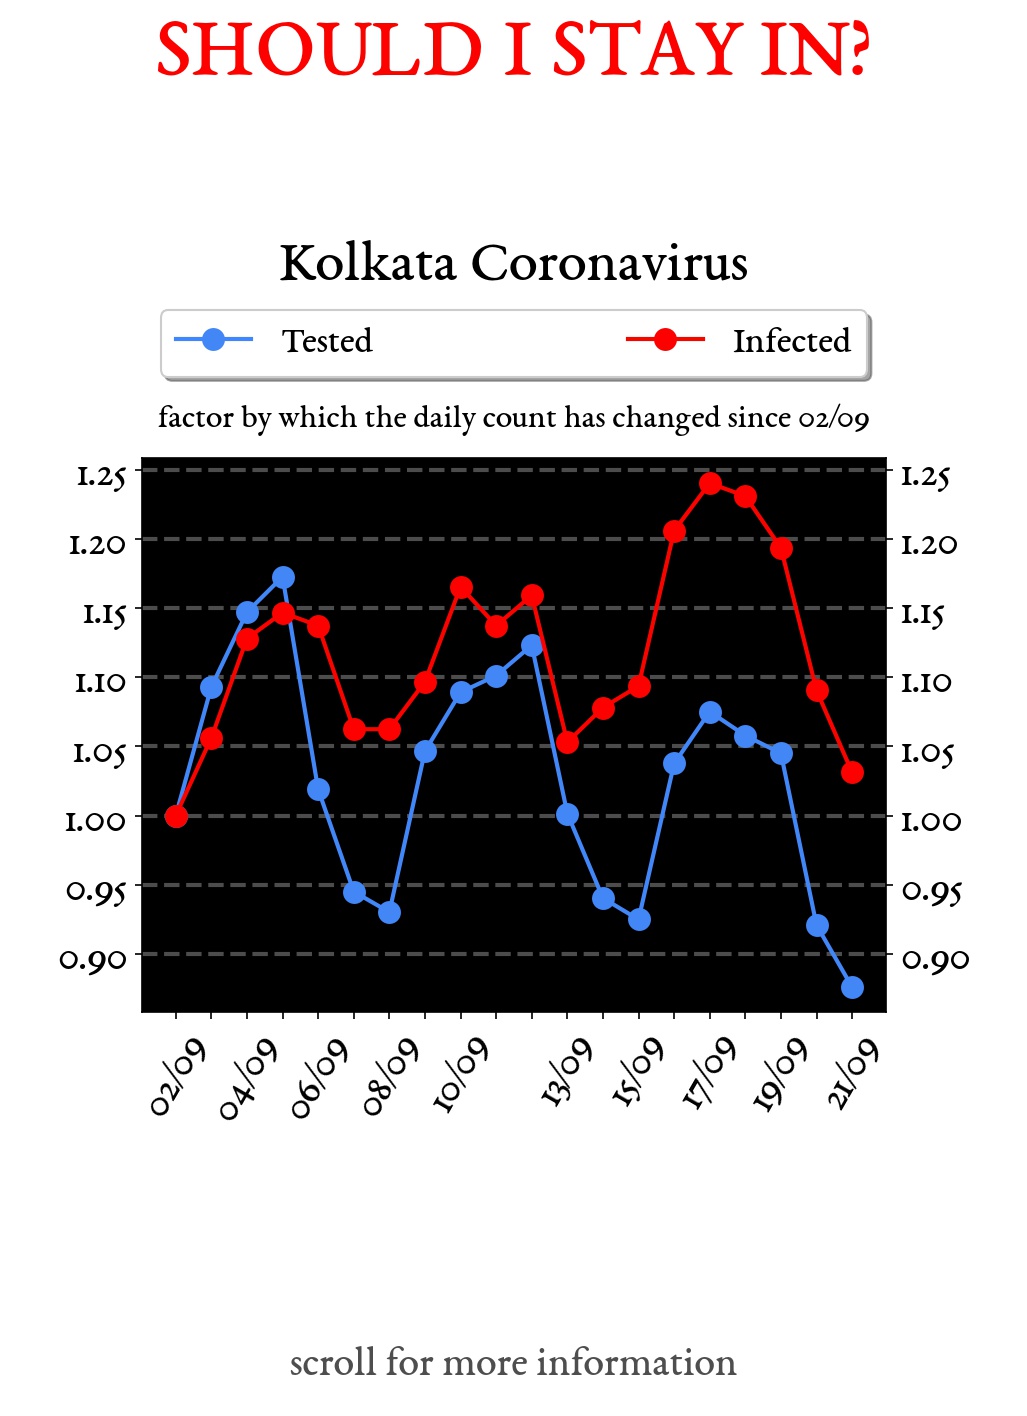 SHOULD I STAY IN?
Kolkata Coronavirus
Tested Infected
factor by which the daily count has changed since 02/09
1.25 1.25
1.20 1.20
1.15 1.15
1.10 1.10
1.05 1.05
1.00 1.00
0.95 0.95
0.90 0.90
02/09 04/09 06/09 08/09 10/09 13/09 15/09 17/09 19/09 21/09
scroll for more information